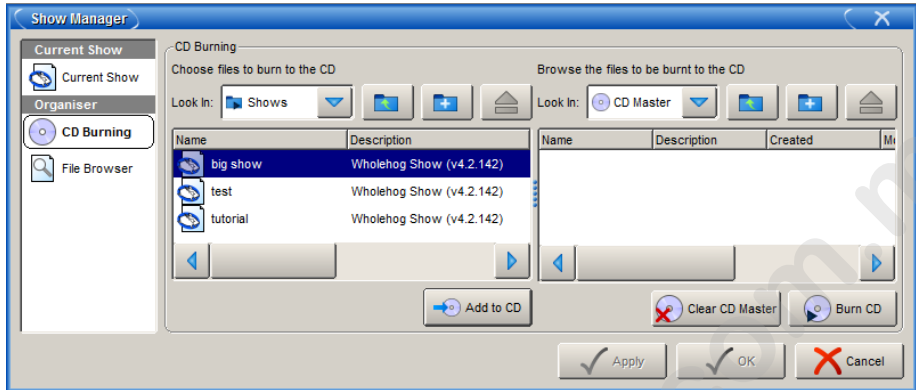 Show Manager
Current Show
Current Show
Organiser
CD Burning
File Browser
CD Burning
Choose files to burn to the CD
Look In: Shows
Name Description
big show Wholehog Show (v4.2.142)
test Wholehog Show (v4.2.142)
tutorial Wholehog Show (v4.2.142)
Add to CD
Browse the files to be burnt to the CD
Look In: CD Master
Name Description Created
Clear CD Master Burn CD
Apply OK Cancel